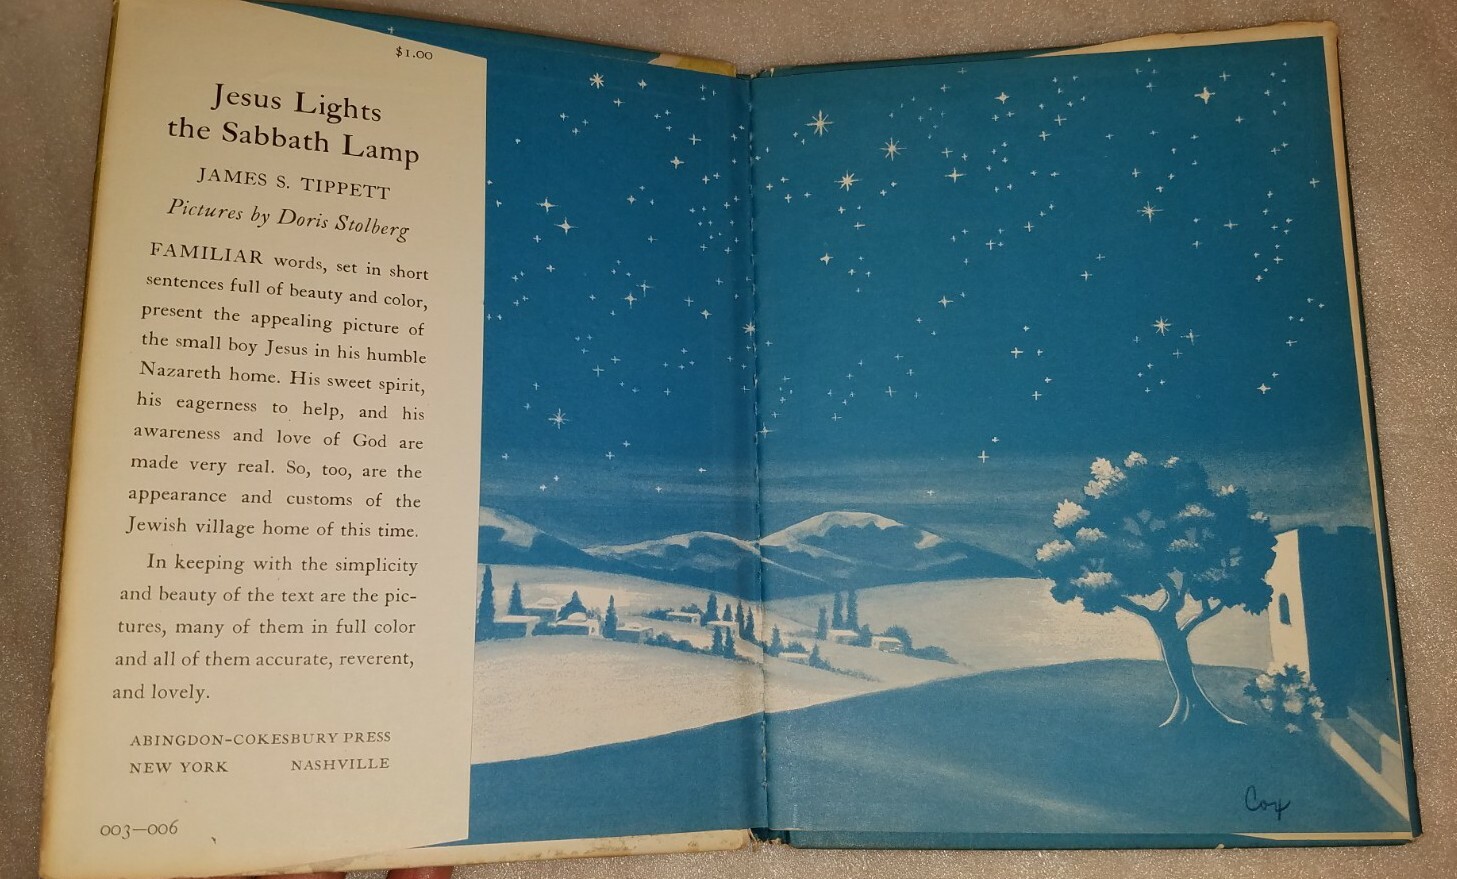 $1.00
Jesus Lights
the Sabbath Lamp
JAMES S. TIPPETT
Pictures by Doris Stolberg
FAMILIAR words, set in short
sentences full of beauty and color,
present the appealing picture of
the small boy Jesus in his humble
Nazareth home. His sweet spirit,
his eagerness to help, and his
awareness and love of God are
made very real. So, too, are the
appearance and customs of the
Jewish village home of this time.
In keeping with the simplicity
and beauty of the text are the pic-
tures, many of them in full color
and all of them accurate, reverent,
and lovely.
ABINGDON-COKESBURY PRESS
NEW YORK NASHVILLE
003—006
Cox